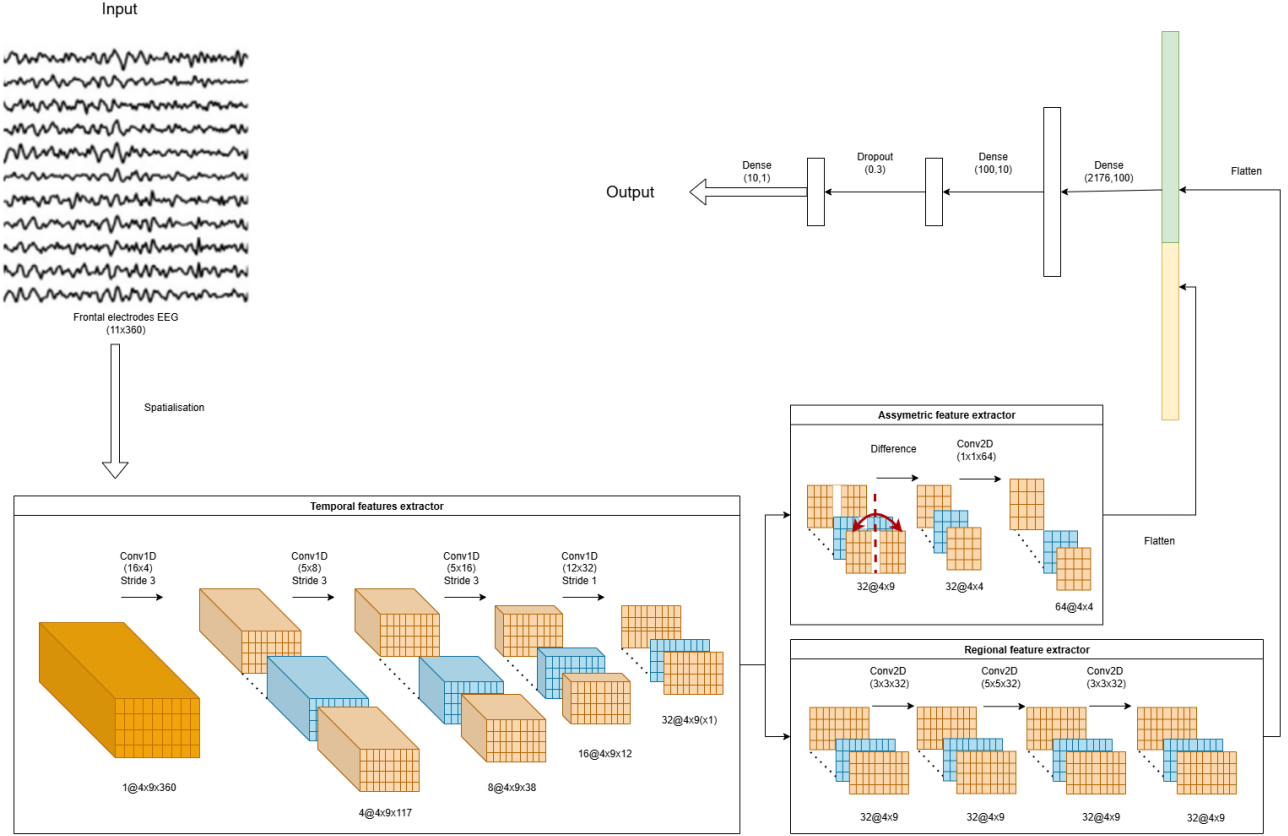 Input
Frontal electrodes EEG
(11x360)
Spatialisation
Output
Dense
(10,1)
Dropout
(0.3)
Dense
(100,10)
Dense
(2176,100)
Flatten
Temporal features extractor
Conv1D
(16x4)
Stride 3
Conv1D
(5x8)
Stride 3
Conv1D
(5x16)
Stride 3
Conv1D
(12x32)
Stride 1
1@4x9x360
4@4x9x117
8@4x9x38
16@4x9x12
32@4x9(x1)
Assymetric feature extractor
Difference
Conv2D
(1x1x64)
32@4x9
32@4x4
64@4x4
Flatten
Regional feature extractor
Conv2D
(3x3x32)
Conv2D
(5x5x32)
Conv2D
(3x3x32)
32@4x9
32@4x9
32@4x9
32@4x9